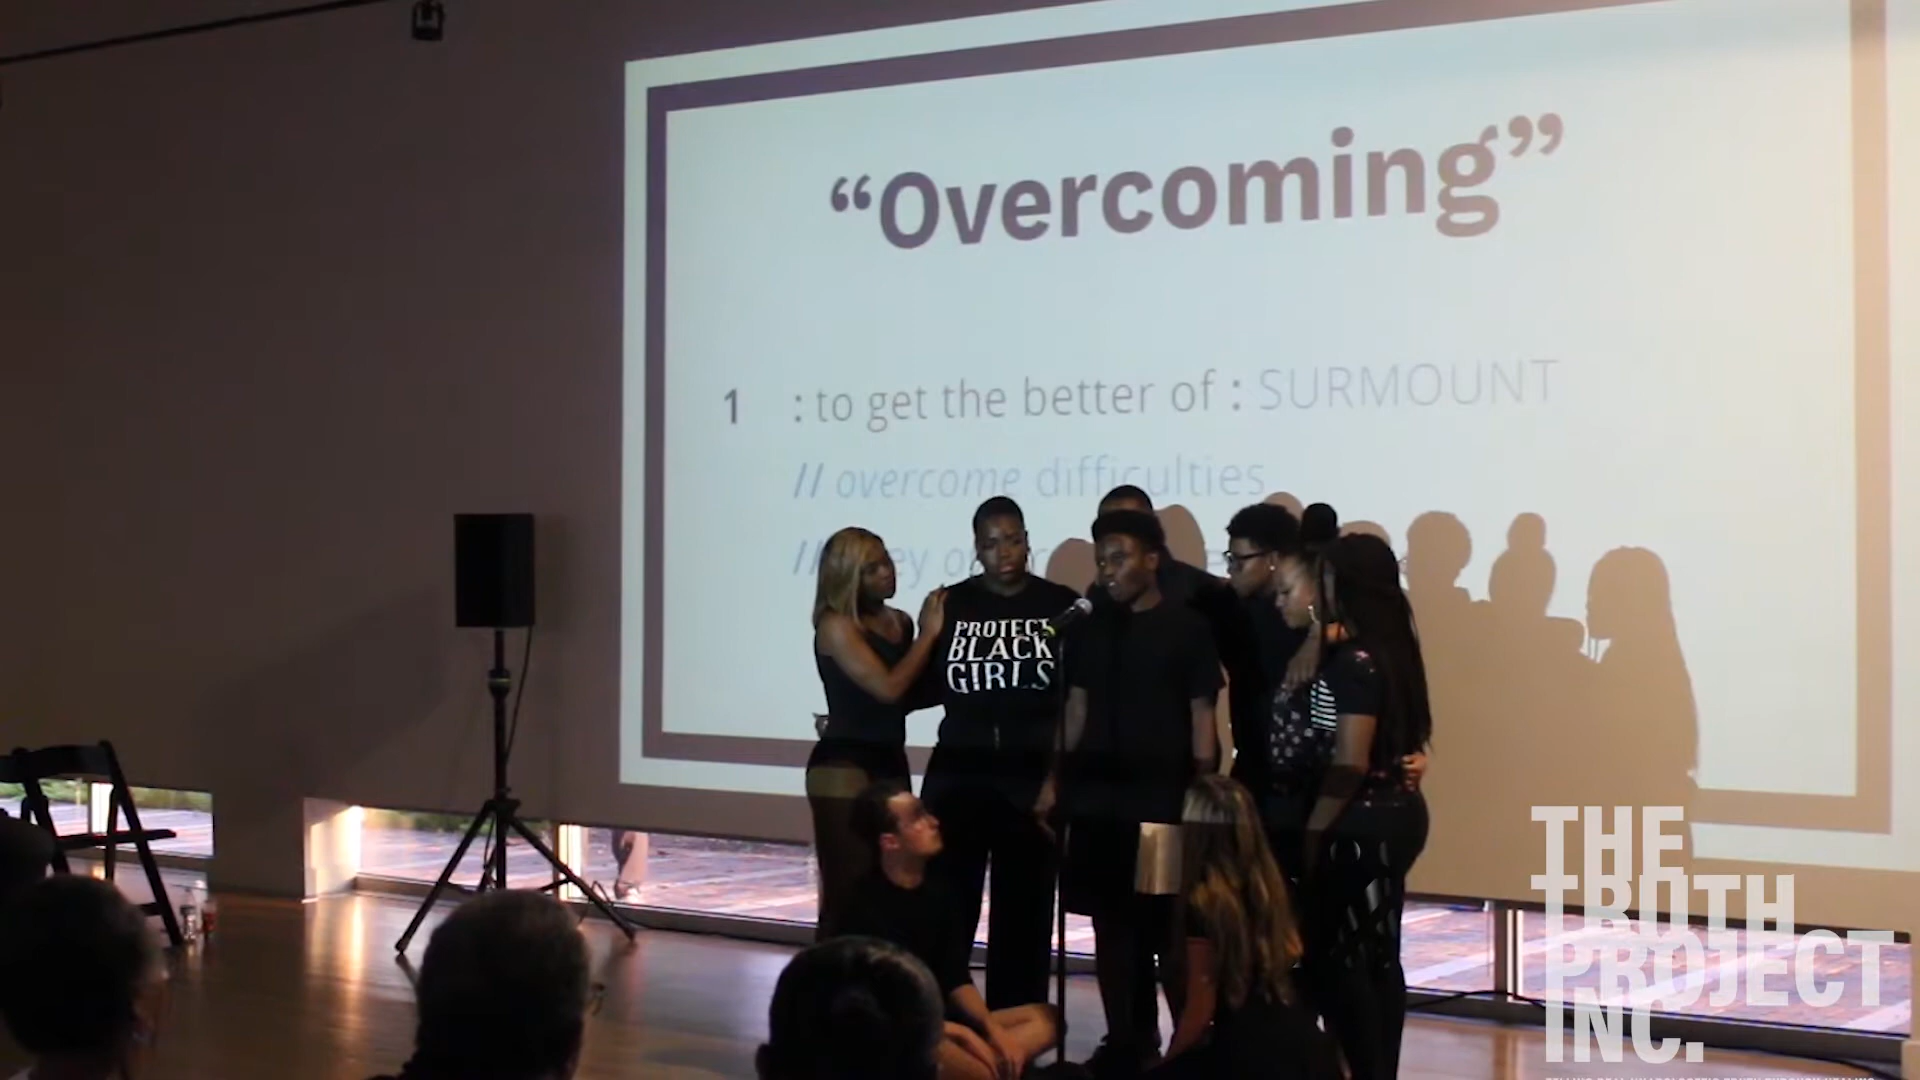 “Overcoming”
1 : to get the better of : SURMOUNT
// overcome difficulties
//
PROTECT
BLACK
GIRLS
THE
TRUTH
PROJECT
INC.